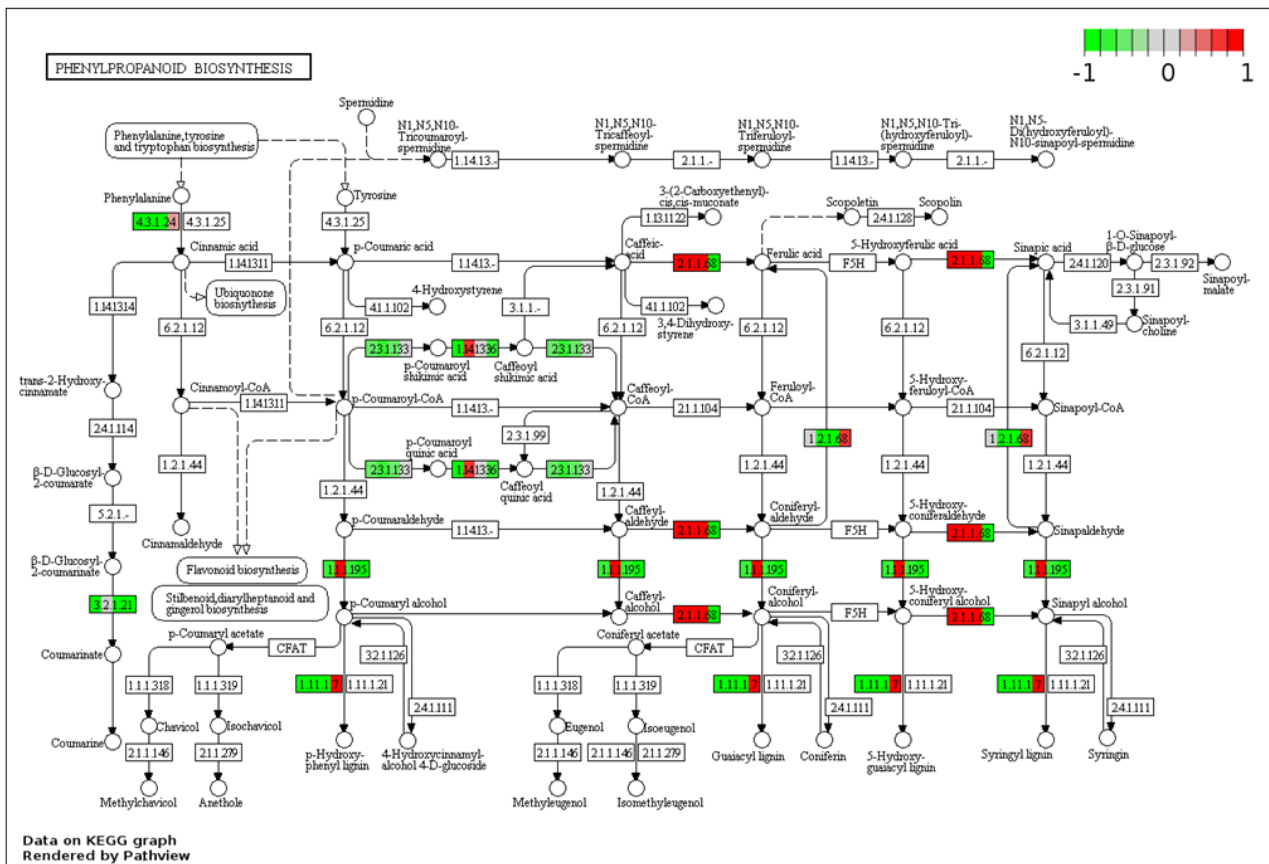 -1 0 1
PHENYLPROPANOID BIOSYNTHESIS
Spermidine
Phenylalanine,tyrosine
and tryptophan biosynthesis
N1,N5,N10-
Tricoumaroyl-
spermidine
1.14.13.-
N1,N5,N10-
Tricaffeoyl-
spermidine
2.1.1.-
N1,N5,N10-
Triferuloyl-
spermidine
1.14.13.-
N1,N5,N10-Tri-
(hydroxyferuloyl)-
spermidine
2.1.1.-
N1,N5-
Di(hydroxyferuloyl)-
N10-sinapoyl-spermidine
Phenylalanine
Tyrosine
4.3.1.24
4.3.1.25
4.3.1.25
3-(2-Carboxyethenyl)-
cis,cis-muconate
1.13.11.22
Scopoletin
2.4.1.128
Scopolin
Cinnamic acid
1.14.13.11
p-Coumaric acid
1.14.13.-
Caffeic
acid
2.1.1.68
Ferulic acid
F5H
5-Hydroxyferulic acid
2.1.1.68
Sinapic acid
2.4.1.120
1-O-Sinapoyl-
β-D-glucose
2.3.1.92
Sinapoyl-
malate
2.3.1.91
3.1.1.49
Sinapoyl-
choline
Ubiquonone
biosnythesis
1.14.13.14
6.2.1.12
6.2.1.12
4.1.1.102
4-Hydroxystyrene
3.1.1.-
6.2.1.12
4.1.1.102
3,4-Dihydroxy-
styrene
6.2.1.12
6.2.1.12
6.2.1.12
2.3.1.133
p-Coumaroyl
shikimic acid
1.14.13.36
Caffeoyl
shikimic acid
2.3.1.133
trans-2-Hydroxy-
cinnamate
Cinnamoyl-CoA
1.14.13.11
p-Coumaroyl-CoA
1.14.13.-
Caffeoyl-
CoA
2.1.1.104
Feruloyl-
CoA
5-Hydroxy-
feruloyl-CoA
2.1.1.104
Sinapoyl-CoA
2.4.1.114
2.3.1.99
1.2.1.68
1.2.1.68
p-Coumaroyl
quinic acid
2.3.1.133
1.14.13.36
Caffeoyl
quinic acid
2.3.1.133
β-D-Glucosyl-
2-coumarate
1.2.1.44
1.2.1.44
1.2.1.44
1.2.1.44
1.2.1.44
1.2.1.44
5.2.1.-
Cinnamaldehyde
p-Coumaraldehyde
1.14.13.-
Caffeyl-
aldehyde
2.1.1.68
Coniferyl-
aldehyde
F5H
5-Hydroxy-
coniferaldehyde
2.1.1.68
Sinapaldehyde
β-D-Glucosyl-
2-coumarinate
Flavonoid biosynthesis
1.1.1.195
1.1.1.195
1.1.1.195
1.1.1.195
1.1.1.195
3.2.1.21
Stilbenoid,diarylheptanoid and
gingerol biosynthesis
p-Coumaryl alcohol
Caffeyl-
alcohol
2.1.1.68
Coniferyl-
alcohol
F5H
5-Hydroxy-
coniferyl alcohol
2.1.1.68
Sinapyl alcohol
Coumarinate
p-Coumaryl acetate
CFAT
Coniferyl acetate
CFAT
3.2.1.126
3.2.1.126
3.2.1.126
1.1.1.318
1.1.1.319
1.11.1.7
1.11.1.21
2.4.1.111
1.1.1.318
1.1.1.319
1.11.1.7
1.11.1.21
2.4.1.111
1.11.1.7
1.11.1.21
1.11.1.7
1.11.1.21
2.4.1.111
Coumarine
Chavicol
Isochavicol
Eugenol
Isoeugenol
2.1.1.146
2.1.1.279
p-Hydroxy-
phenyl lignin
4-Hydroxycinnamyl-
alcohol 4-D-glucoside
2.1.1.146
2.1.1.146
2.1.1.279
Guaiacyl lignin
Coniferin
5-Hydroxy-
guaiacyl lignin
Syringyl lignin
Syringin
Methylchavicol
Anethole
Methyleugenol
Isomethyleugenol
Data on KEGG graph
Rendered by Pathview